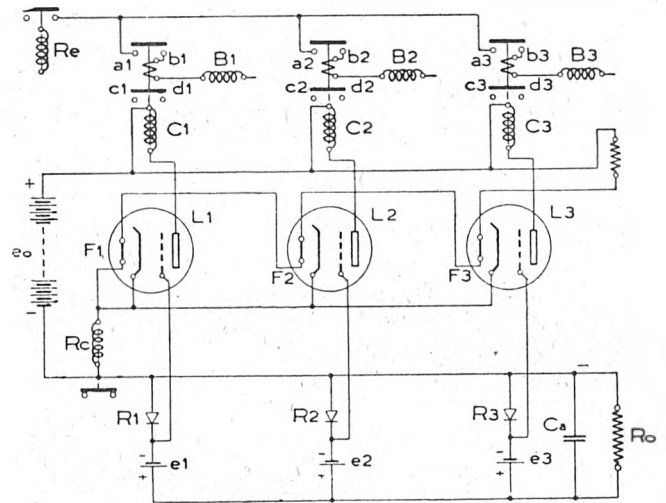 Re
a1 b1 B1 a2 b2 B2 a3 b3 B3
c1 d1 c2 d2 c3 d3
C1 C2 C3
+
L1 L2 L3
e₀
F1 F2 F3
-
Rc
-
R1 R2 R3 Ca Ro
- - -
e1 e2 e3
+ + +